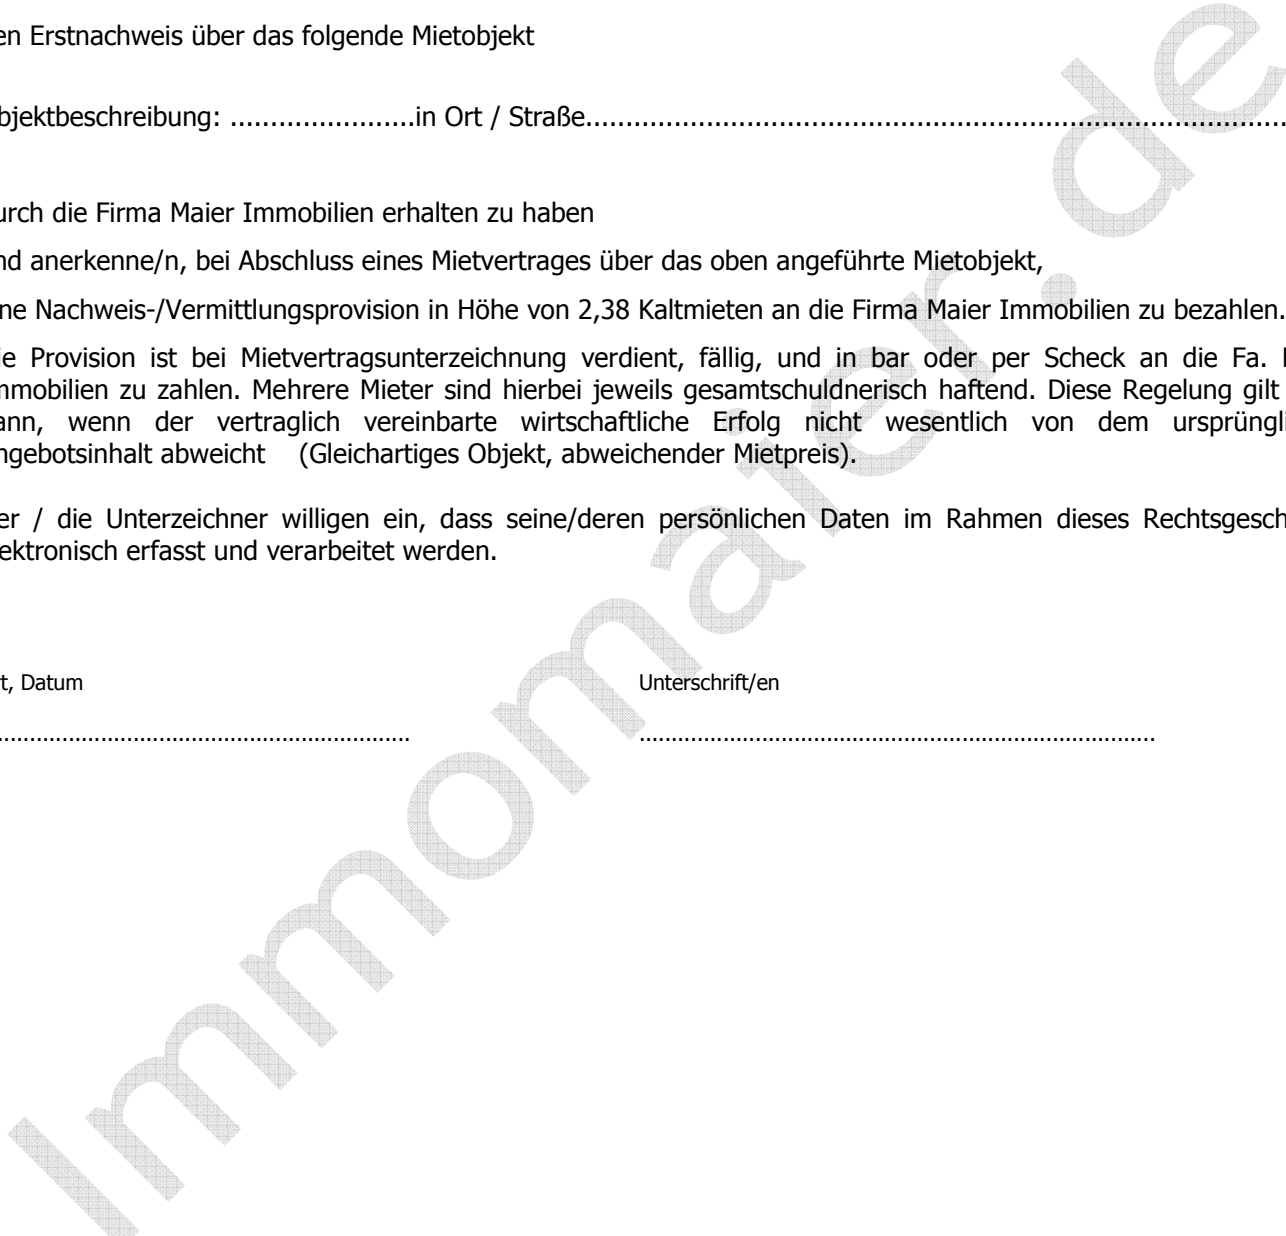 en Erstnachweis über das folgende Mietobjekt
bjektbeschreibung: .......................in Ort / Straße........................................................................................
urch die Firma Maier Immobilien erhalten zu haben
nd anerkenne/n, bei Abschluss eines Mietvertrages über das oben angeführte Mietobjekt,
ine Nachweis-/Vermittlungsprovision in Höhe von 2,38 Kaltmieten an die Firma Maier Immobilien zu bezahlen.
ie Provision ist bei Mietvertragsunterzeichnung verdient, fällig, und in bar oder per Scheck an die Fa.
mmobilien zu zahlen. Mehrere Mieter sind hierbei jeweils gesamtschuldnerisch haftend. Diese Regelung gilt
ann, wenn der vertraglich vereinbarte wirtschaftliche Erfolg nicht wesentlich von dem ursprüngli
ngebotsinhalt abweicht (Gleichartiges Objekt, abweichender Mietpreis).
er / die Unterzeichner willigen ein, dass seine/deren persönlichen Daten im Rahmen dieses Rechtsgesch
ektronisch erfasst und verarbeitet werden.
t, Datum Unterschrift/en
................................................................ ................................................................................
Immomaier.de